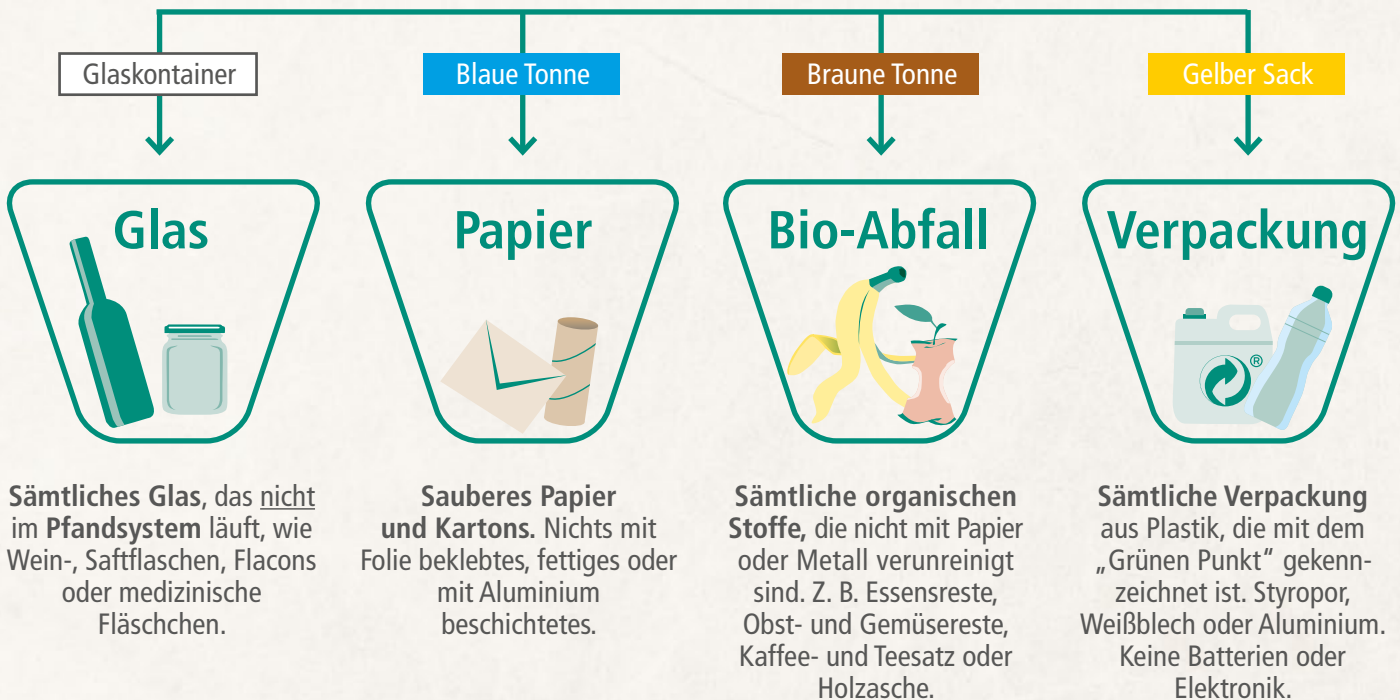 Glaskontainer
Blaue Tonne
Braune Tonne
Gelber Sack
Glas
Papier
Bio-Abfall
Verpackung
®
Sämtliches Glas, das nicht
im Pfandsystem läuft, wie
Wein-, Saftflaschen, Flacons
oder medizinische
Fläschchen.
Sauberes Papier
und Kartons. Nichts mit
Folie beklebtes, fettiges oder
mit Aluminium
beschichtetes.
Sämtliche organischen
Stoffe, die nicht mit Papier
oder Metall verunreinigt
sind. Z. B. Essensreste,
Obst- und Gemüsereste,
Kaffee- und Teesatz oder
Holzasche.
Sämtliche Verpackung
aus Plastik, die mit dem
„Grünen Punkt“ gekenn-
zeichnet ist. Styropor,
Weißblech oder Aluminium.
Keine Batterien oder
Elektronik.